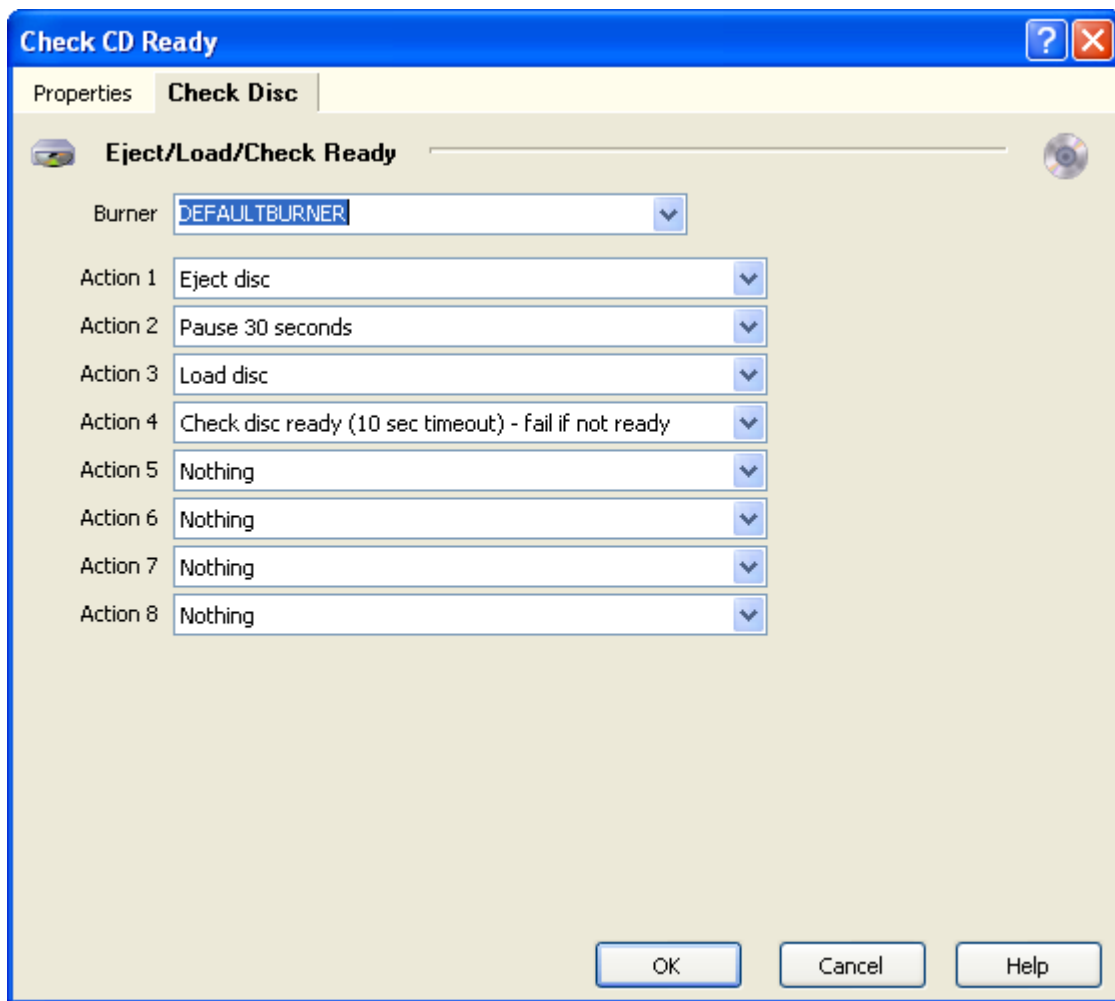 Check CD Ready
Properties Check Disc
Eject/Load/Check Ready
Burner DEFAULTBURNER
Action 1 Eject disc
Action 2 Pause 30 seconds
Action 3 Load disc
Action 4 Check disc ready (10 sec timeout) - fail if not ready
Action 5 Nothing
Action 6 Nothing
Action 7 Nothing
Action 8 Nothing
OK Cancel Help